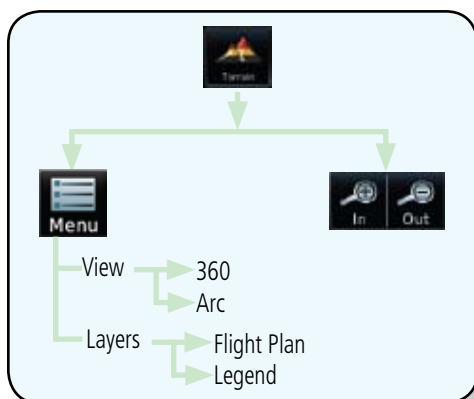 Terrain
Menu
In Out
View 360
Arc
Layers Flight Plan
Legend